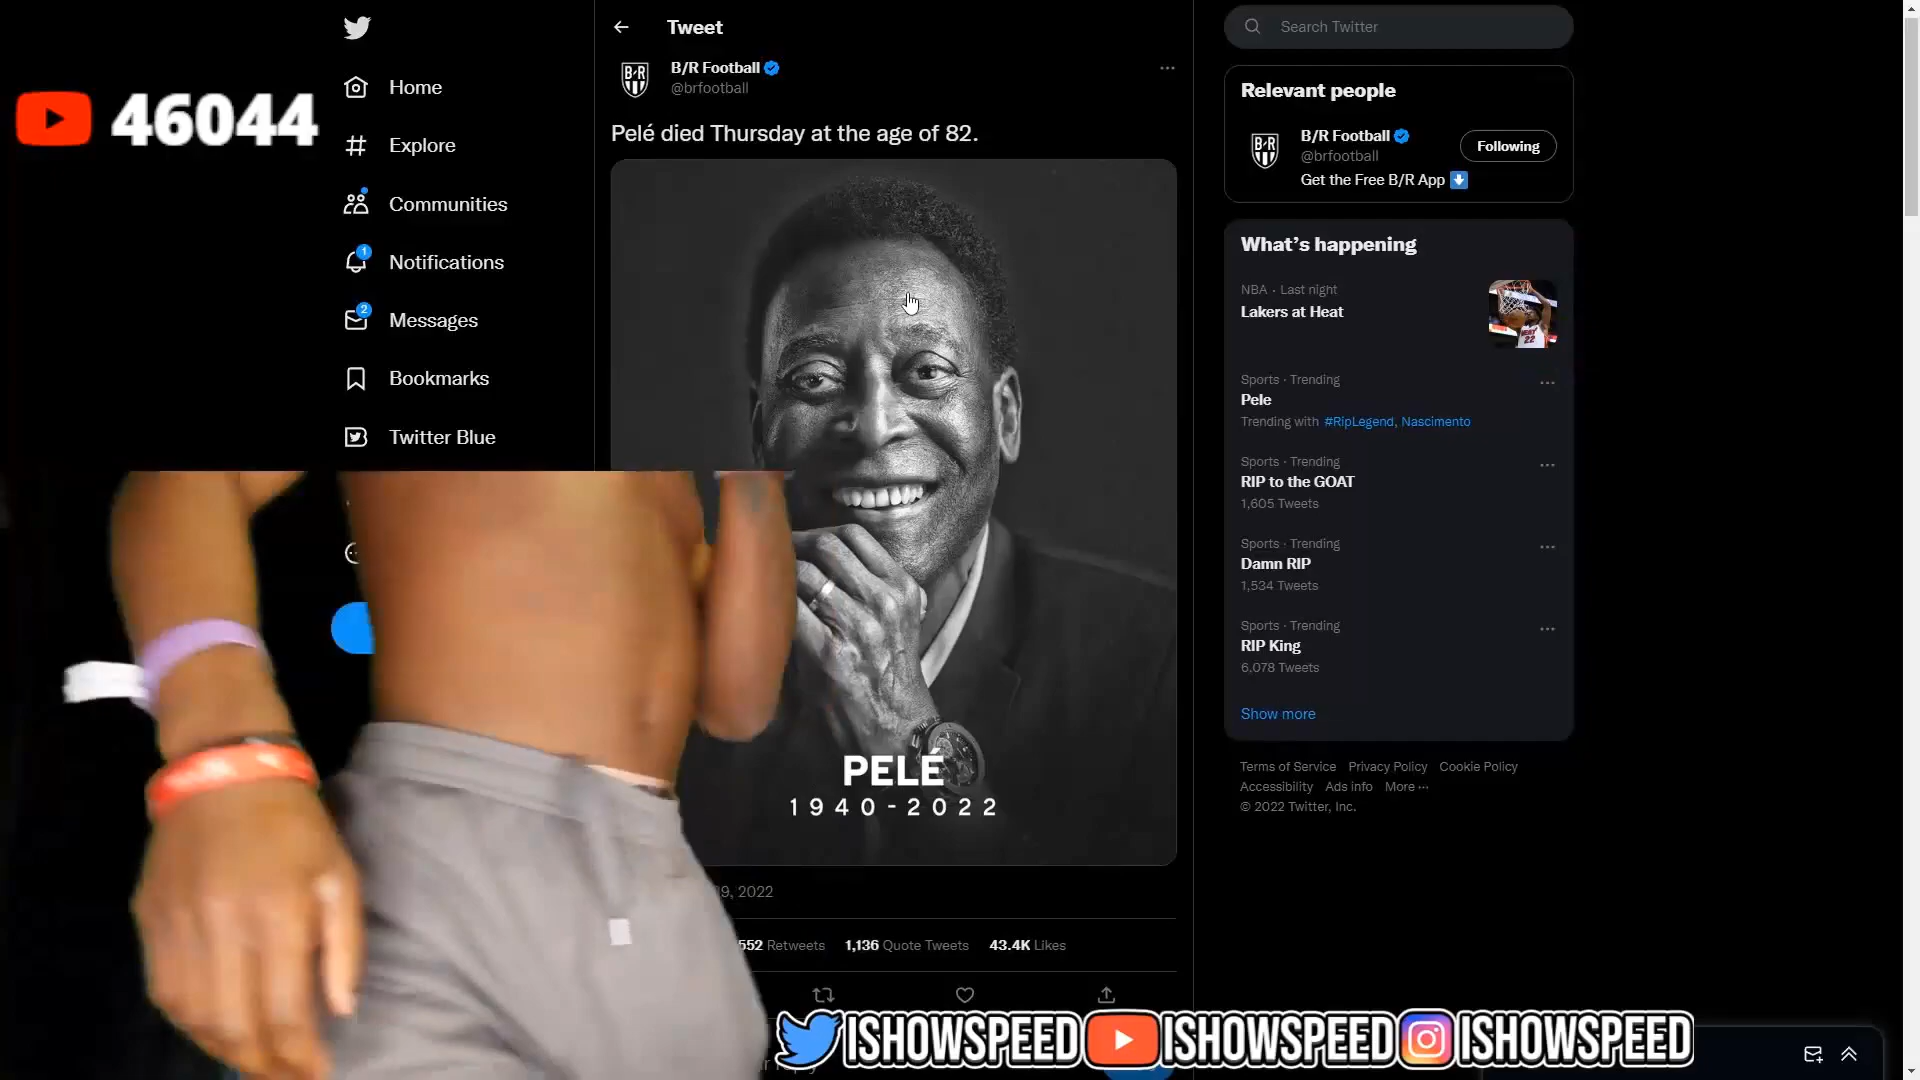 46044
Home
Explore
Communities
1
Notifications
2
Messages
Bookmarks
Twitter Blue
Tweet
B/R Football
@brfootball
Pelé died Thursday at the age of 82.
PELÉ
1940-2022
9, 2022
552 Retweets 1,136 Quote Tweets 43.4K Likes
Search Twitter
Relevant people
B/R Football
@brfootball
Following
Get the Free B/R App
What's happening
NBA · Last night
Lakers at Heat
Sports · Trending
Pele
Trending with #RipLegend, Nascimento
Sports · Trending
RIP to the GOAT
1,605 Tweets
Sports · Trending
Damn RIP
1,534 Tweets
Sports · Trending
RIP King
6,078 Tweets
Show more
Terms of Service Privacy Policy Cookie Policy
Accessibility Ads info More ···
© 2022 Twitter, Inc.
ISHOWSPEED ISHOWSPEED ISHOWSPEED